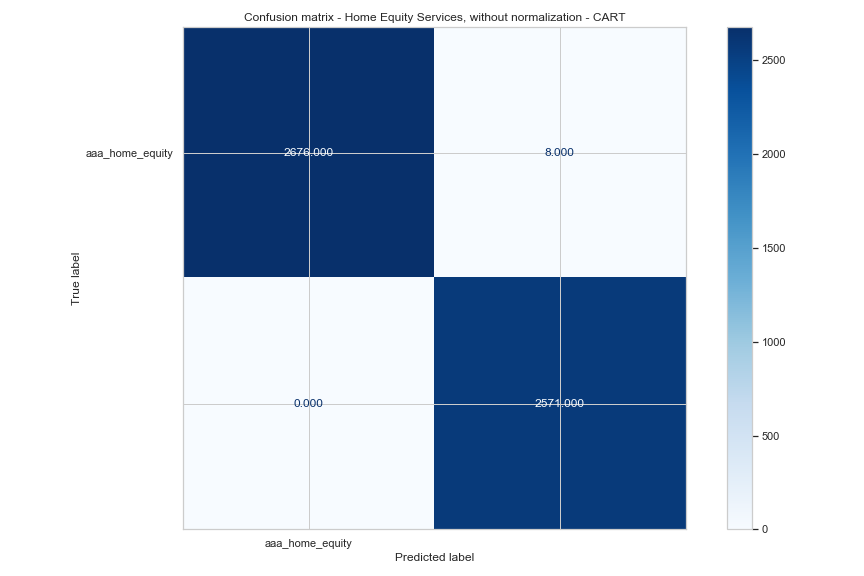 Confusion matrix - Home Equity Services, without normalization - CART
aaa_home_equity
2676.000
8.000
0.000
2571.000
True label
aaa_home_equity
Predicted label
2500
2000
1500
1000
500
0